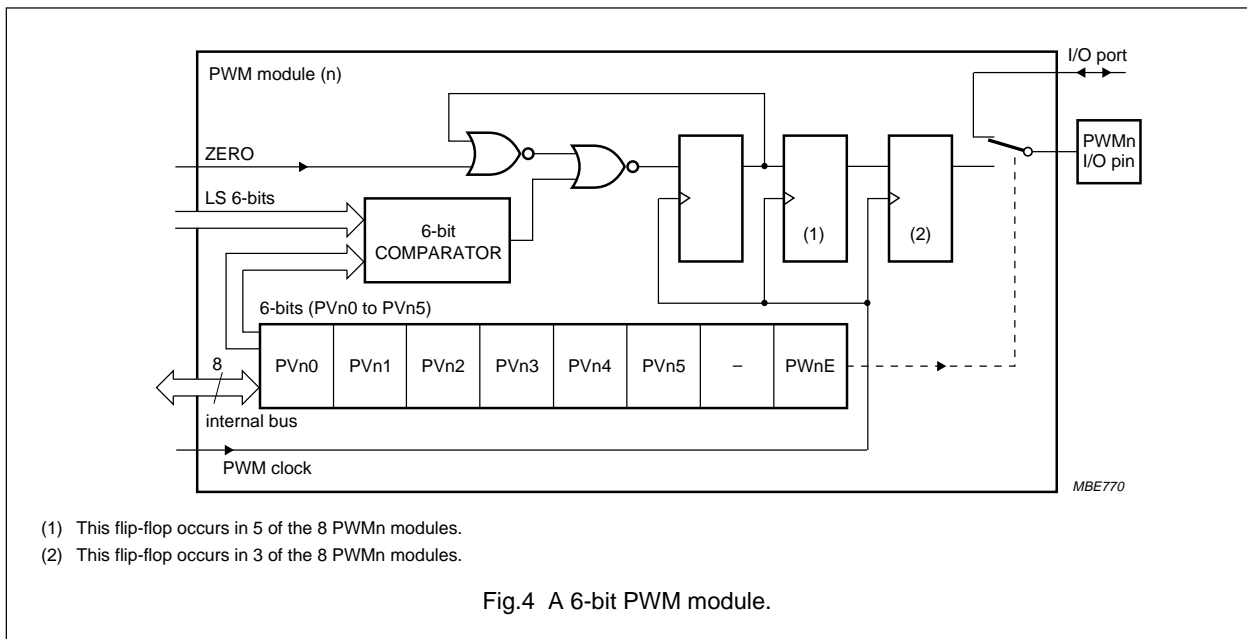 PWM module (n)
I/O port
ZERO
PWMn
I/O pin
LS 6-bits
6-bit
COMPARATOR
(1)
(2)
6-bits (PVn0 to PVn5)
PVn0 PVn1 PVn2 PVn3 PVn4 PVn5 – PWnE
8
internal bus
PWM clock
MBE770
(1) This flip-flop occurs in 5 of the 8 PWMn modules.
(2) This flip-flop occurs in 3 of the 8 PWMn modules.
Fig.4 A 6-bit PWM module.